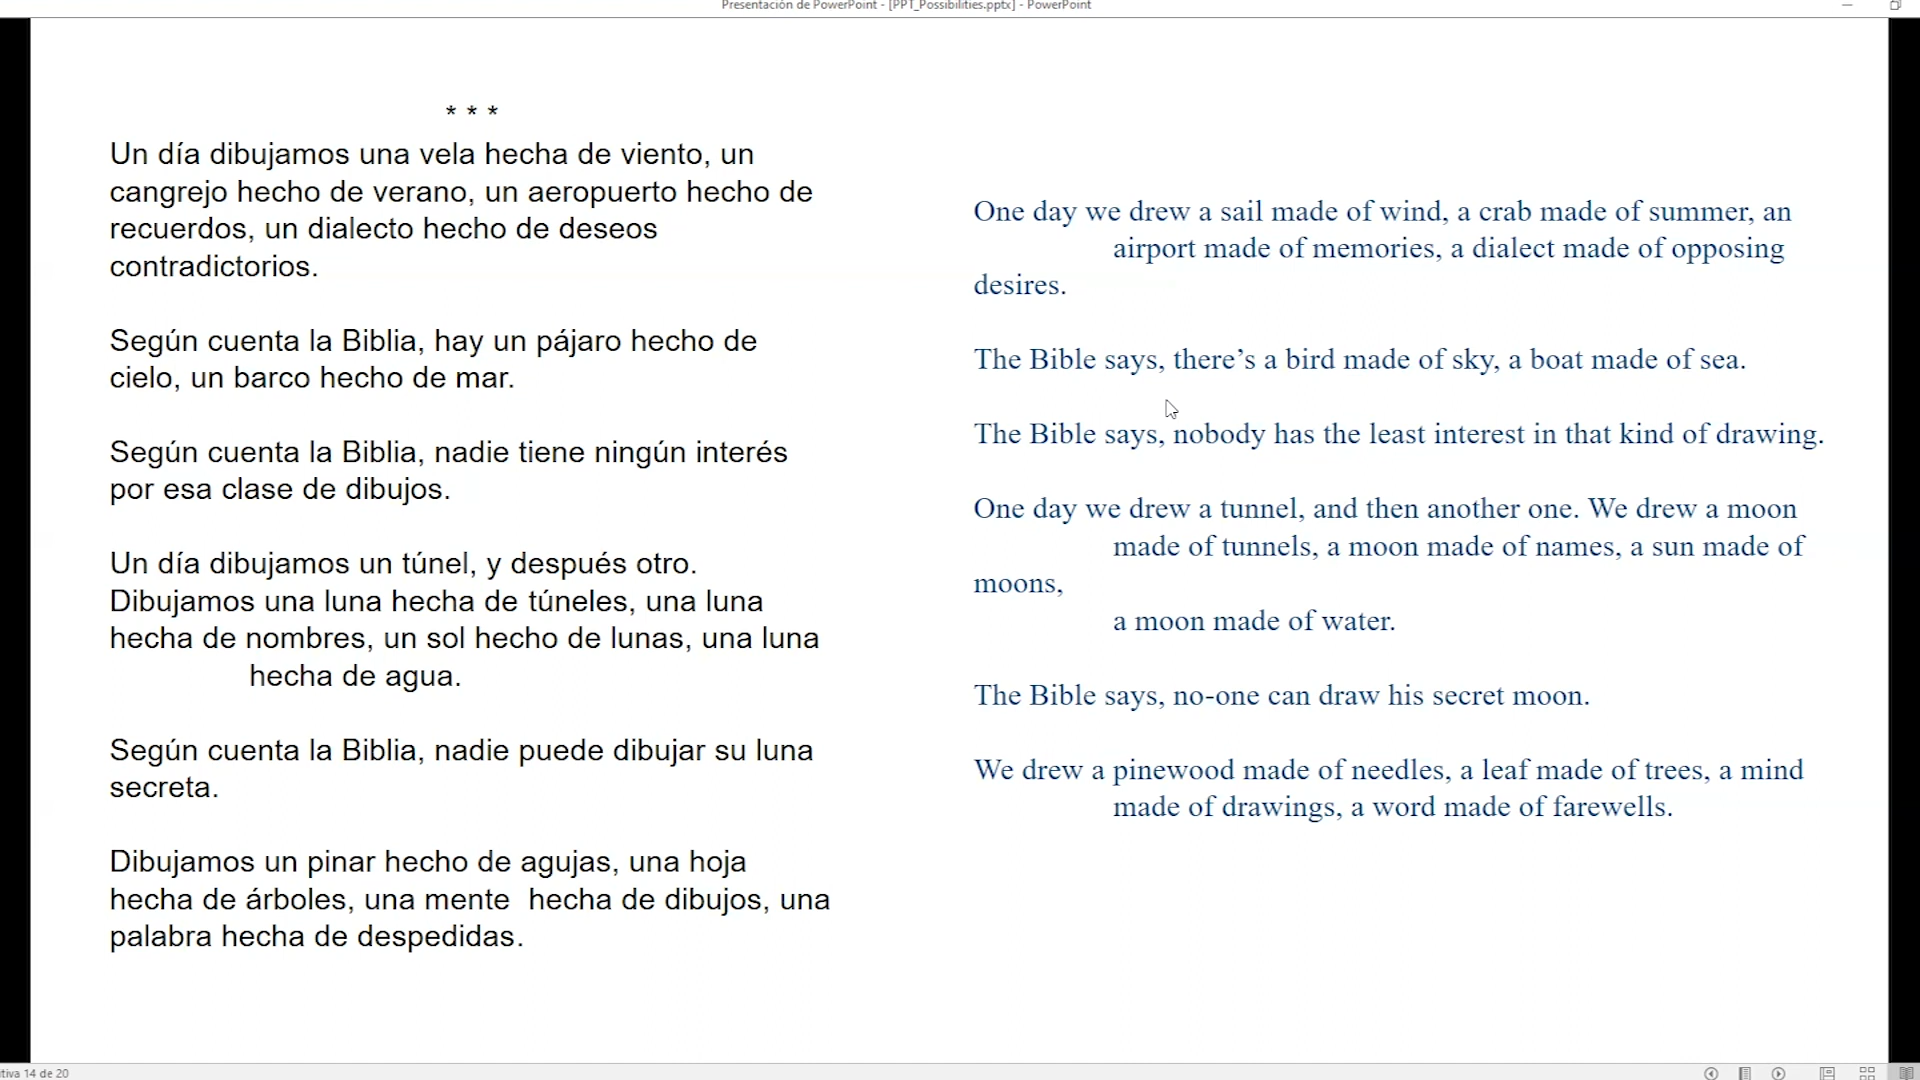 Presentación de PowerPoint - [PPT_Possibilities.pptx] - PowerPoint
* * *
Un día dibujamos una vela hecha de viento, un
cangrejo hecho de verano, un aeropuerto hecho de
recuerdos, un dialecto hecho de deseos
contradictorios.
Según cuenta la Biblia, hay un pájaro hecho de
cielo, un barco hecho de mar.
Según cuenta la Biblia, nadie tiene ningún interés
por esa clase de dibujos.
Un día dibujamos un túnel, y después otro.
Dibujamos una luna hecha de túneles, una luna
hecha de nombres, un sol hecho de lunas, una luna
hecha de agua.
Según cuenta la Biblia, nadie puede dibujar su luna
secreta.
Dibujamos un pinar hecho de agujas, una hoja
hecha de árboles, una mente hecha de dibujos, una
palabra hecha de despedidas.
One day we drew a sail made of wind, a crab made of summer, an
airport made of memories, a dialect made of opposing
desires.
The Bible says, there’s a bird made of sky, a boat made of sea.
The Bible says, nobody has the least interest in that kind of drawing.
One day we drew a tunnel, and then another one. We drew a moon
made of tunnels, a moon made of names, a sun made of
moons,
a moon made of water.
The Bible says, no-one can draw his secret moon.
We drew a pinewood made of needles, a leaf made of trees, a mind
made of drawings, a word made of farewells.
itiva 14 de 20